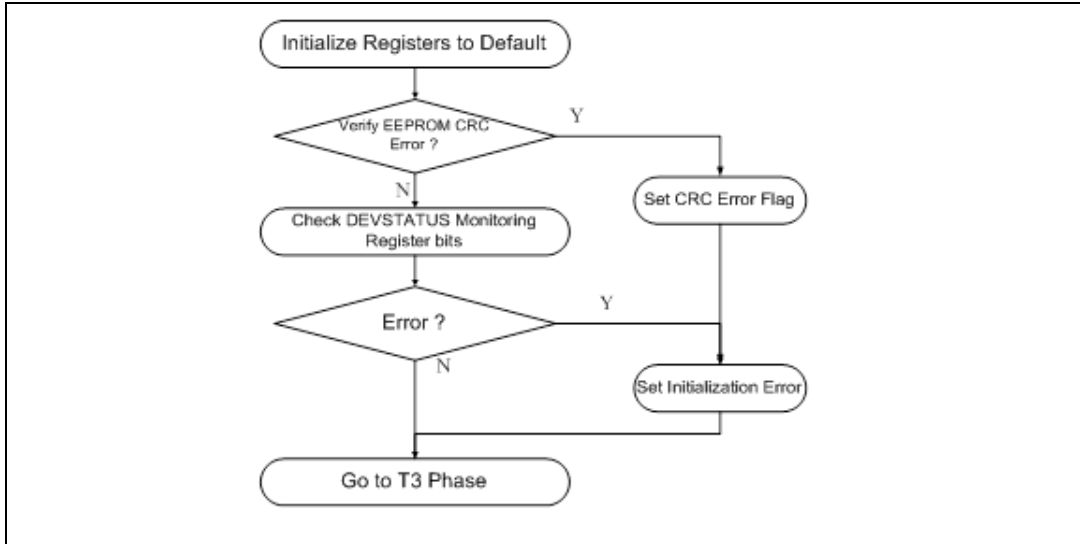 Initialize Registers to Default
Verify EEPROM CRC
Error ?
Y
N
Set CRC Error Flag
Check DEVSTATUS Monitoring
Register bits
Error ?
Y
N
Set Initialization Error
Go to T3 Phase